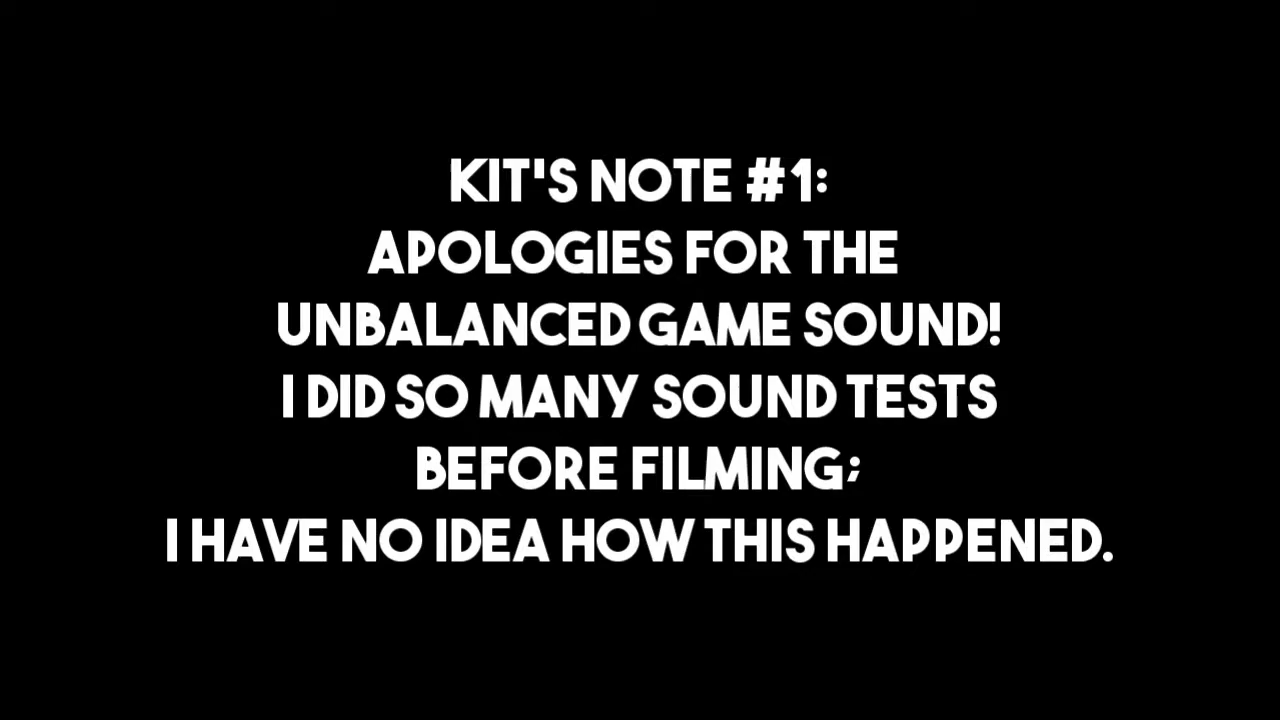 KIT'S NOTE #1:
APOLOGIES FOR THE
UNBALANCED GAME SOUND!
I DID SO MANY SOUND TESTS
BEFORE FILMING;
I HAVE NO IDEA HOW THIS HAPPENED.